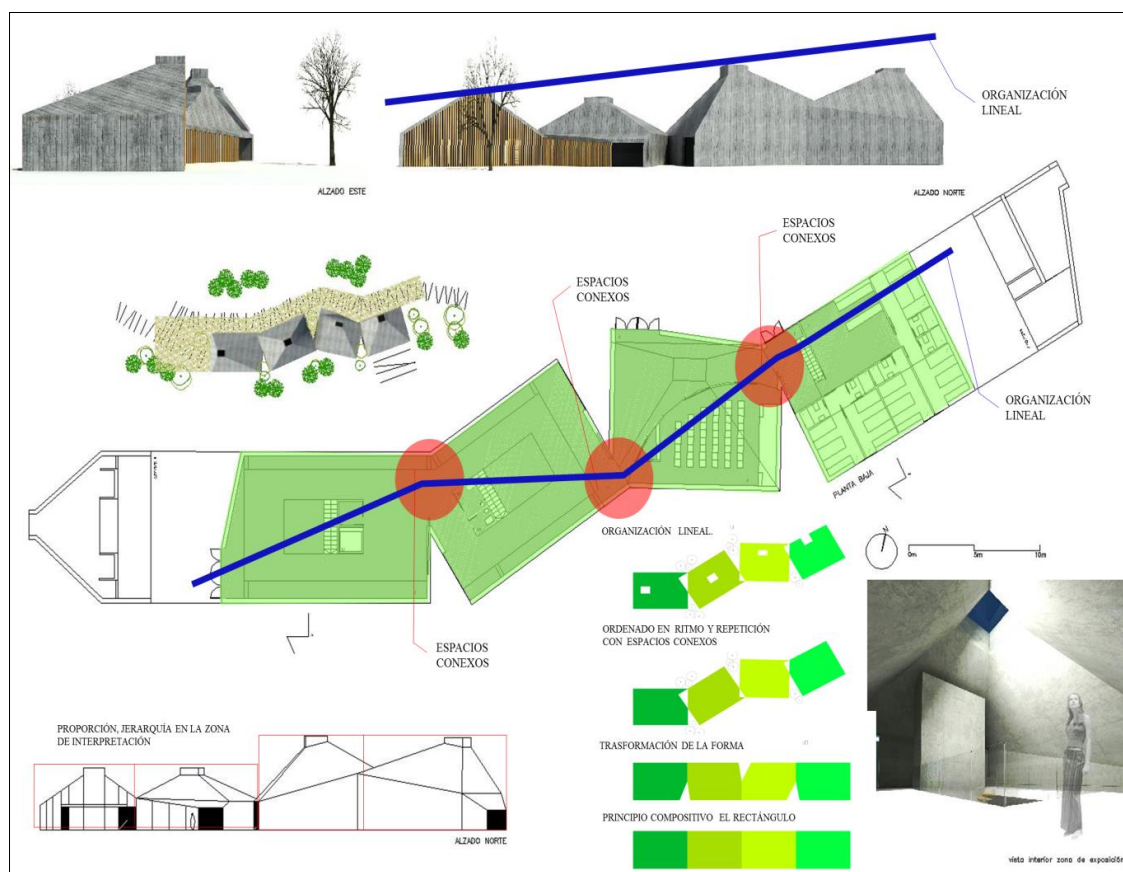 ORGANIZACIÓN
LINEAL
ALZADO ESTE
ALZADO NORTE
ESPACIOS
CONEXOS
ESPACIOS
CONEXOS
ORGANIZACIÓN
LINEAL
PLANTA BAJA
ORGANIZACIÓN LINEAL.
N
0m
5m
10m
ESPACIOS
CONEXOS
ORDENADO EN RITMO Y REPETICIÓN
CON ESPACIOS CONEXOS
PROPORCIÓN, JERARQUÍA EN LA ZONA
DE INTERPRETACIÓN
TRASFORMACIÓN DE LA FORMA
PRINCIPIO COMPOSITIVO EL RECTÁNGULO
ALZADO NORTE
vista interior zona de exposición